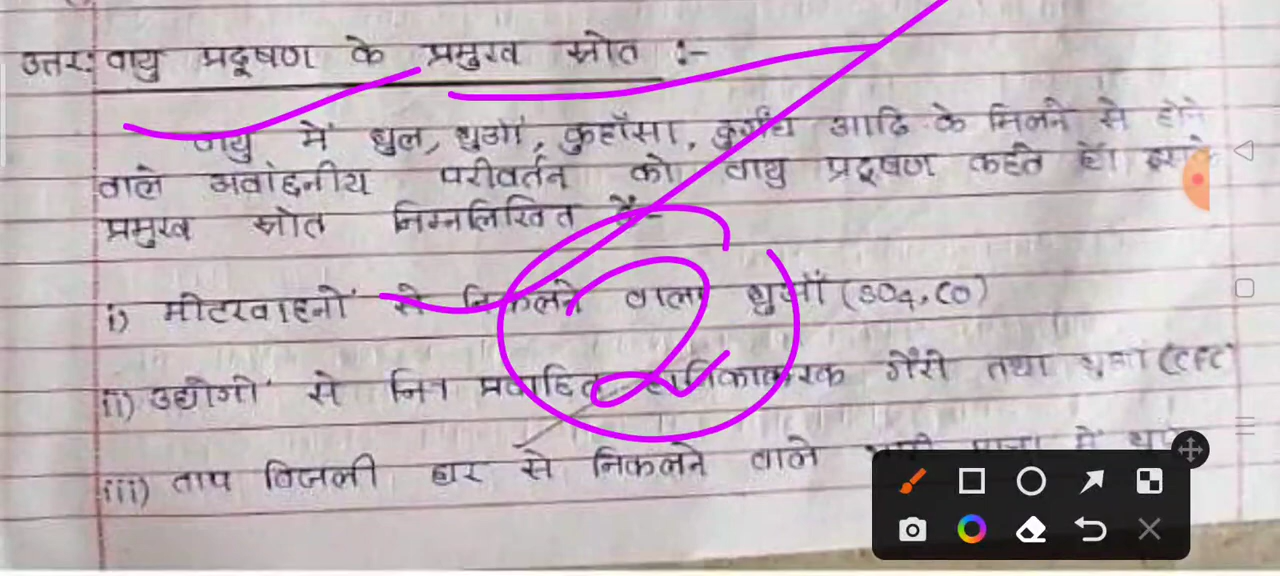 उत्तर: वायु प्रदूषण के प्रमुख स्रोत :-
वायु में धुल, धुओं, कुहाँसा, दुर्गंध आदि के मिलने से होने
वाले अवांछनीय परीवर्तन को वायु प्रदूषण कहते हैं। इसके
प्रमुख स्रोत निम्नलिखित हैं-
i) मोटरवाहनों से निकलने वाला धुओं (SO4, CO)
ii) उद्योगों से प्रवाहित गैसें तथा (CFC
iii) ताप बिजली से निकलने वाले में
2